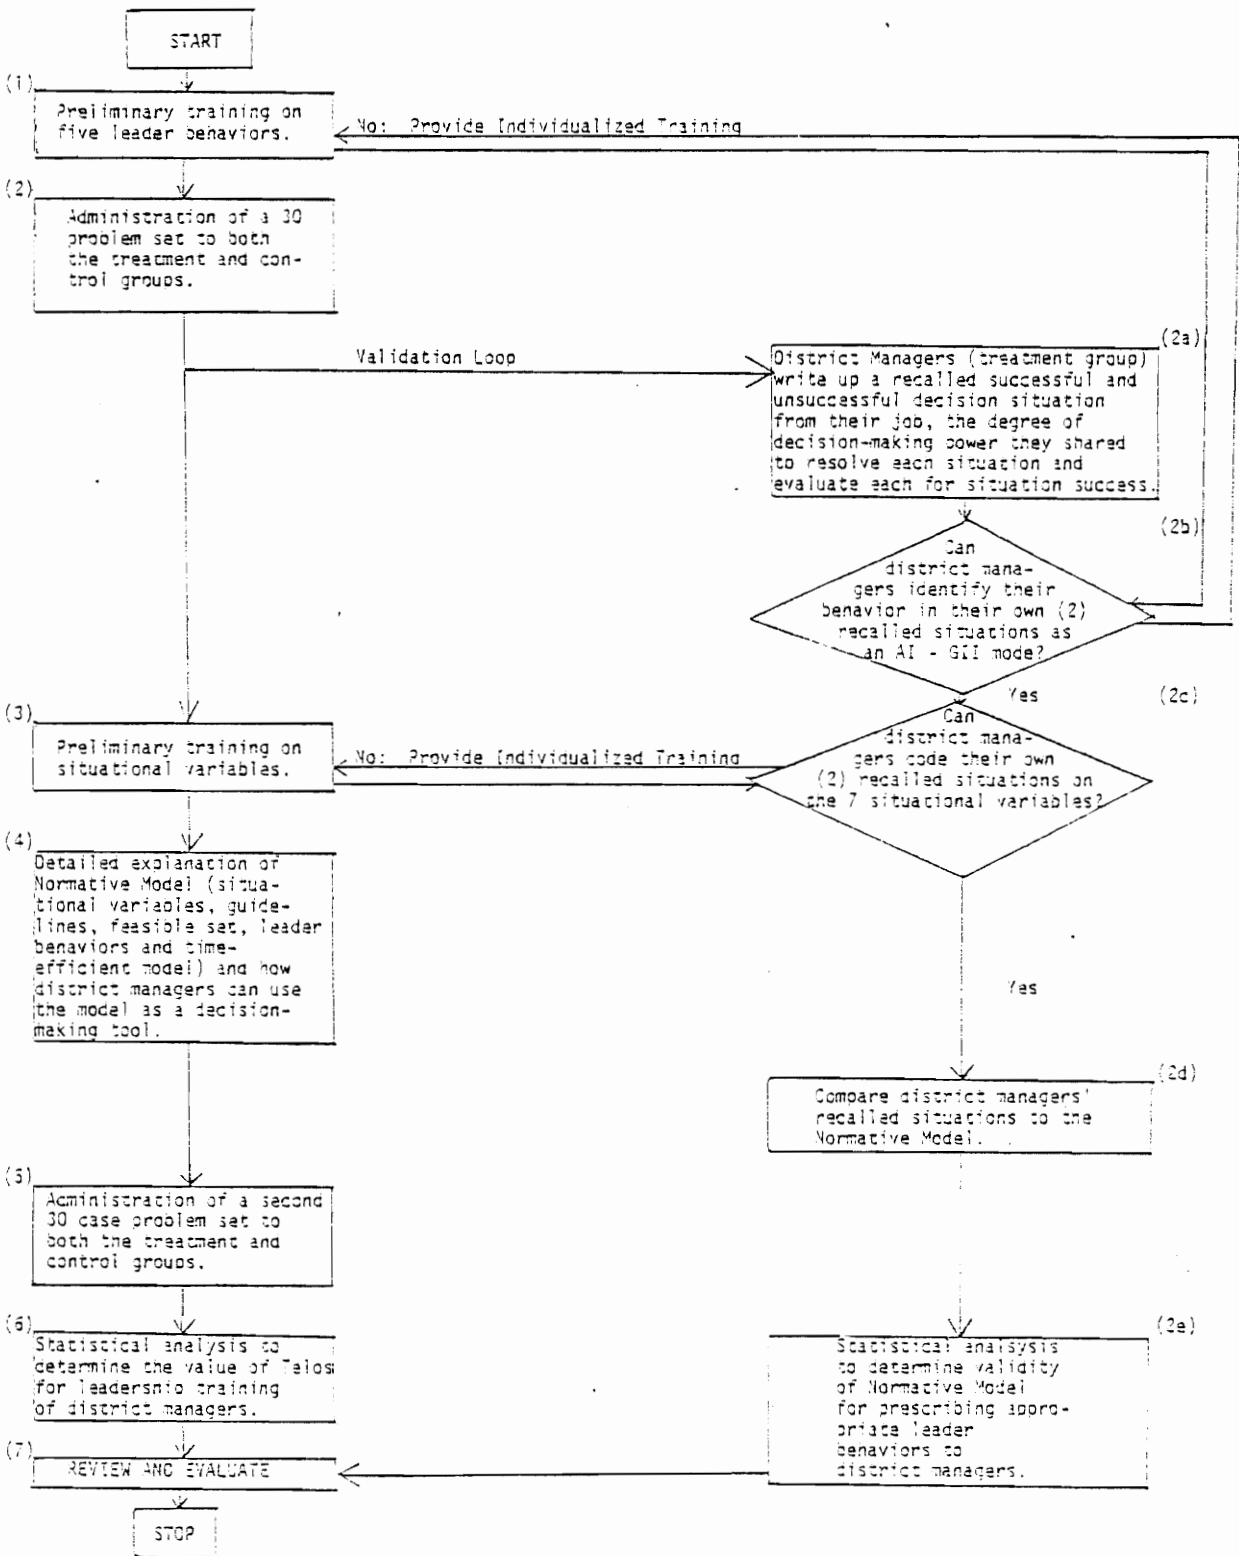 START
(1)
Preliminary training on
five leader behaviors.
No: Provide Individualized Training
(2)
Administration of a 30
problem set to both
the treatment and con-
trol groups.
Validation Loop
(2a)
District Managers (treatment group)
write up a recalled successful and
unsuccessful decision situation
from their job, the degree of
decision-making power they shared
to resolve each situation and
evaluate each for situation success.
(2b)
Can
district mana-
gers identify their
behavior in their own (2)
recalled situations as
an AI - GII mode?
Yes
(2c)
Can
district mana-
gers code their own
(2) recalled situations on
the 7 situational variables?
(3)
Preliminary training on
situational variables.
No: Provide Individualized Training
(4)
Detailed explanation of
Normative Model (situa-
tional variables, guide-
lines, feasible set, leader
behaviors and time-
efficient model) and how
district managers can use
the model as a decision-
making tool.
Yes
(2d)
Compare district managers'
recalled situations to the
Normative Model.
(5)
Administration of a second
30 case problem set to
both the treatment and
control groups.
(6)
Statistical analysis to
determine the value of Telos
for leadership training
of district managers.
(2e)
Statistical analsysis
to determine validity
of Normative Model
for prescribing appro-
priate leader
behaviors to
district managers.
(7)
REVIEW AND EVALUATE
STOP